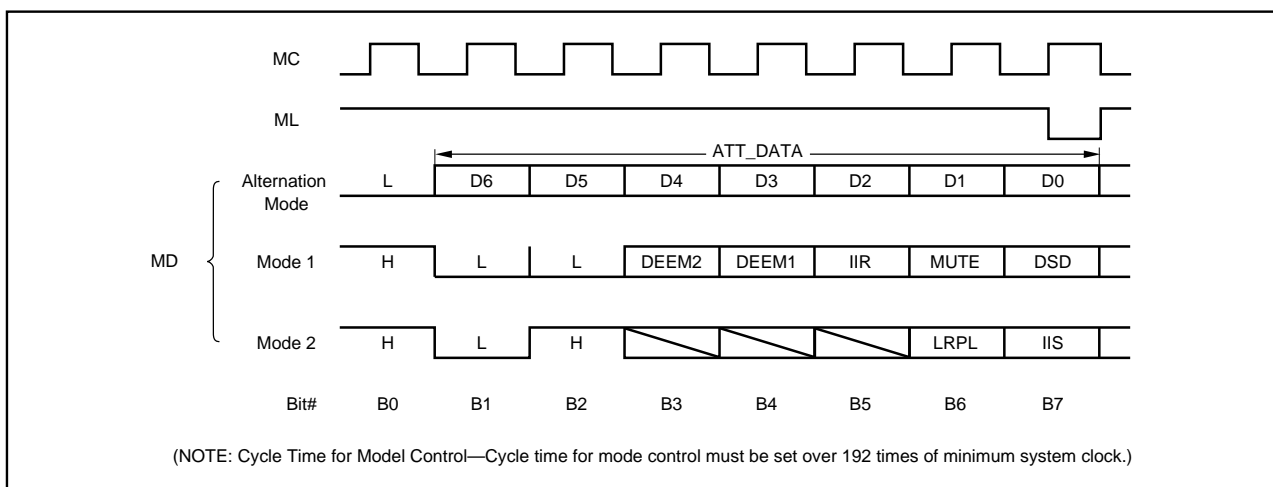 MC
ML
ATT_DATA
Alternation
Mode
L D6 D5 D4 D3 D2 D1 D0
MD
Mode 1 H L L DEEM2 DEEM1 IIR MUTE DSD
Mode 2 H L H LRPL IIS
Bit# B0 B1 B2 B3 B4 B5 B6 B7
(NOTE: Cycle Time for Model Control—Cycle time for mode control must be set over 192 times of minimum system clock.)